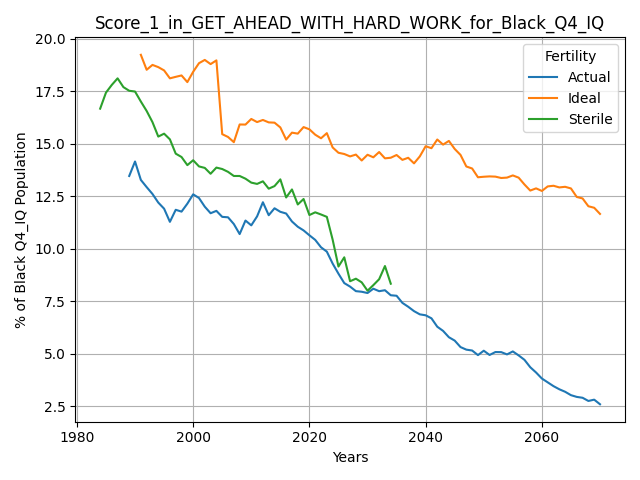 Score_1_in_GET_AHEAD_WITH_HARD_WORK_for_Black_Q4_IQ
% of Black Q4_IQ Population
20.0
17.5
15.0
12.5
10.0
7.5
5.0
2.5
Fertility
Actual
Ideal
Sterile
1980
2000
2020
2040
2060
Years